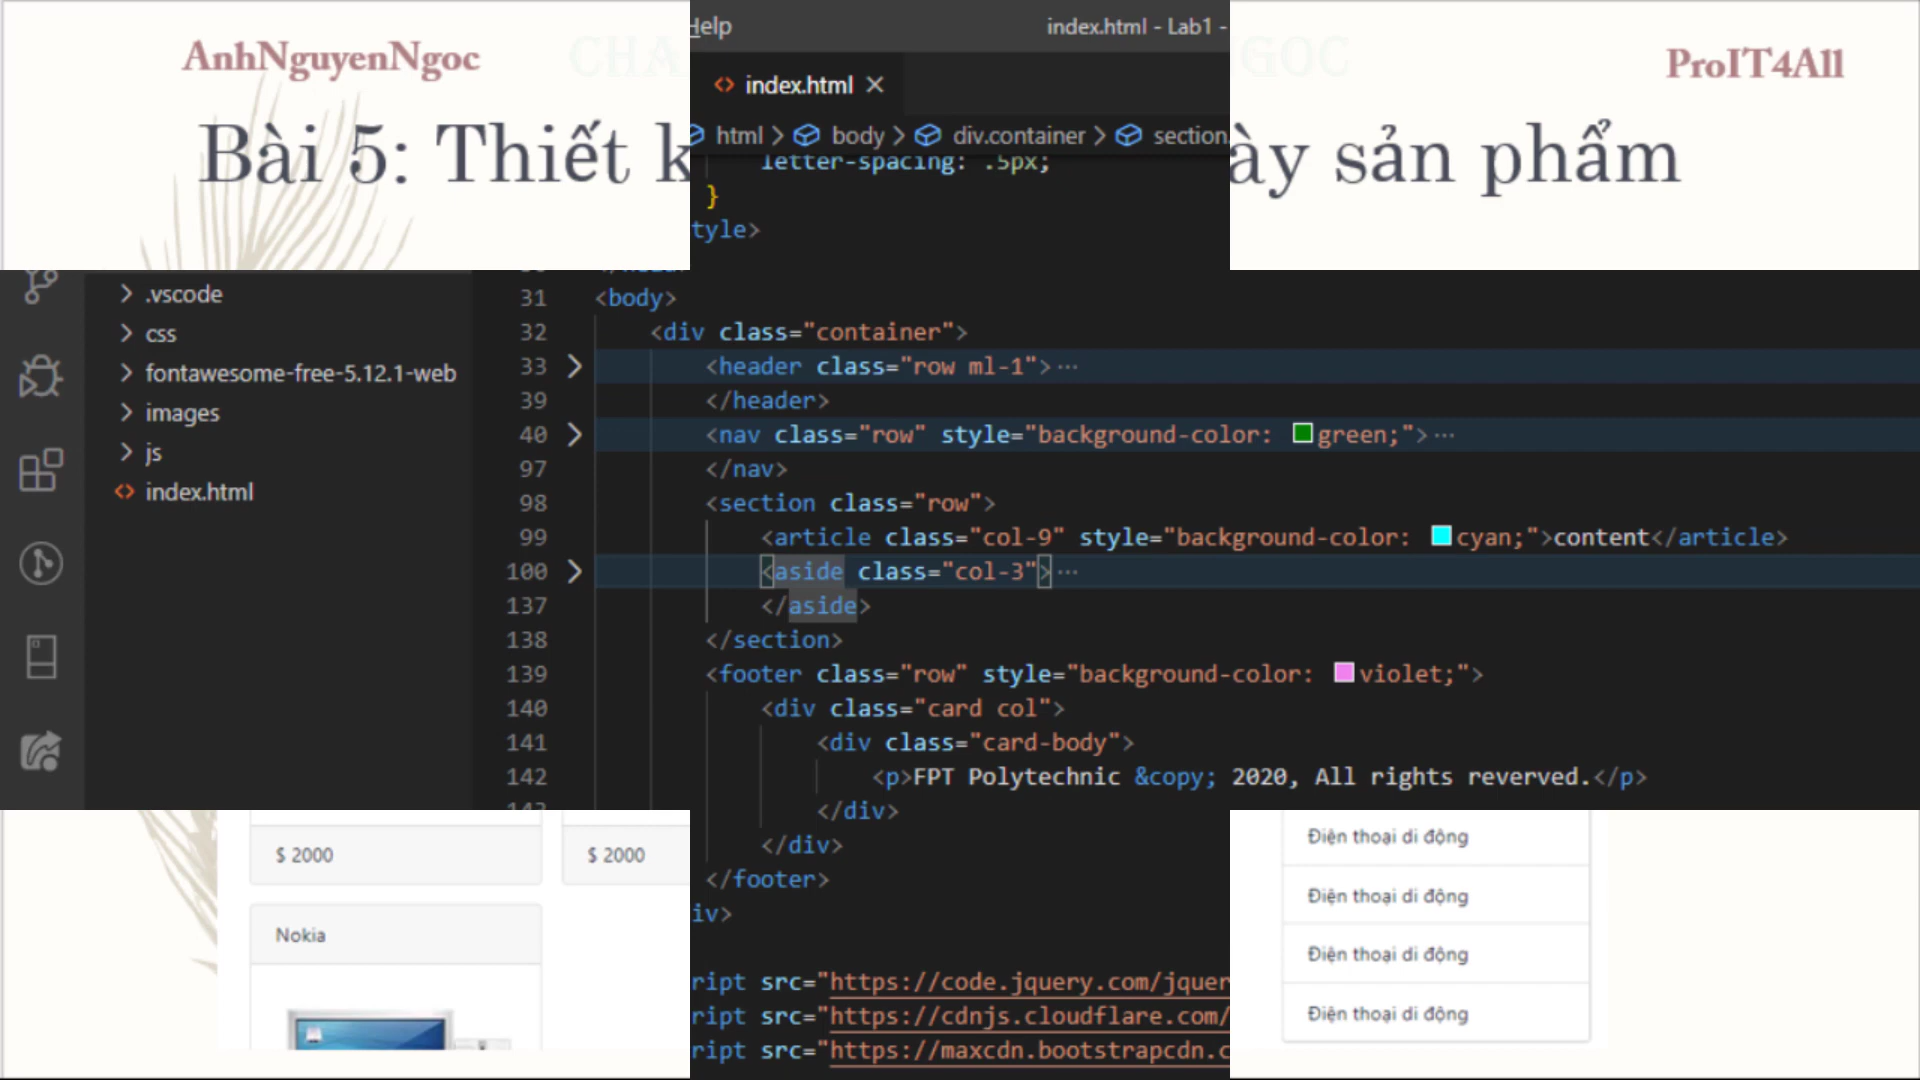 AnhNguyenNgoc
ProIT4All
Bài 5: Thiết k
ày sản phẩm
Help
index.html - Lab1 -
index.html
html > body > div.container > section
letter-spacing: .5px;
}
tyle>
.vscode
css
fontawesome-free-5.12.1-web
images
js
index.html
31 <body>
32 <div class="container">
33 <header class="row ml-1">...
39 </header>
40 <nav class="row" style="background-color: green;">...
97 </nav>
98 <section class="row">
99 <article class="col-9" style="background-color: cyan;">content</article>
100 <aside class="col-3">...
137 </aside>
138 </section>
139 <footer class="row" style="background-color: violet;">
140 <div class="card col">
141 <div class="card-body">
142 <p>FPT Polytechnic &copy; 2020, All rights reverved.</p>
</div>
</div>
</footer>
iv>
ript src="https://code.jquery.com/jquer
ript src="https://cdnjs.cloudflare.com/
ript src="https://maxcdn.bootstrapcdn.c
$ 2000
$ 2000
Nokia
Điện thoại di động
Điện thoại di động
Điện thoại di động
Điện thoại di động